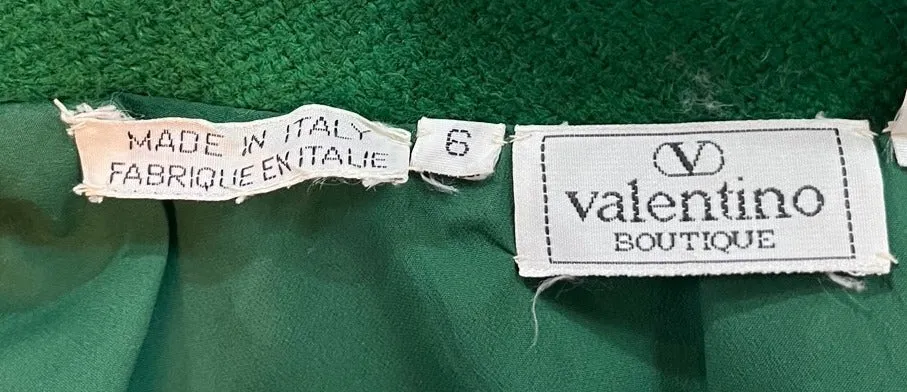 MADE IN ITALY
FABRIQUE EN ITALIE
6
V
valentino
BOUTIQUE